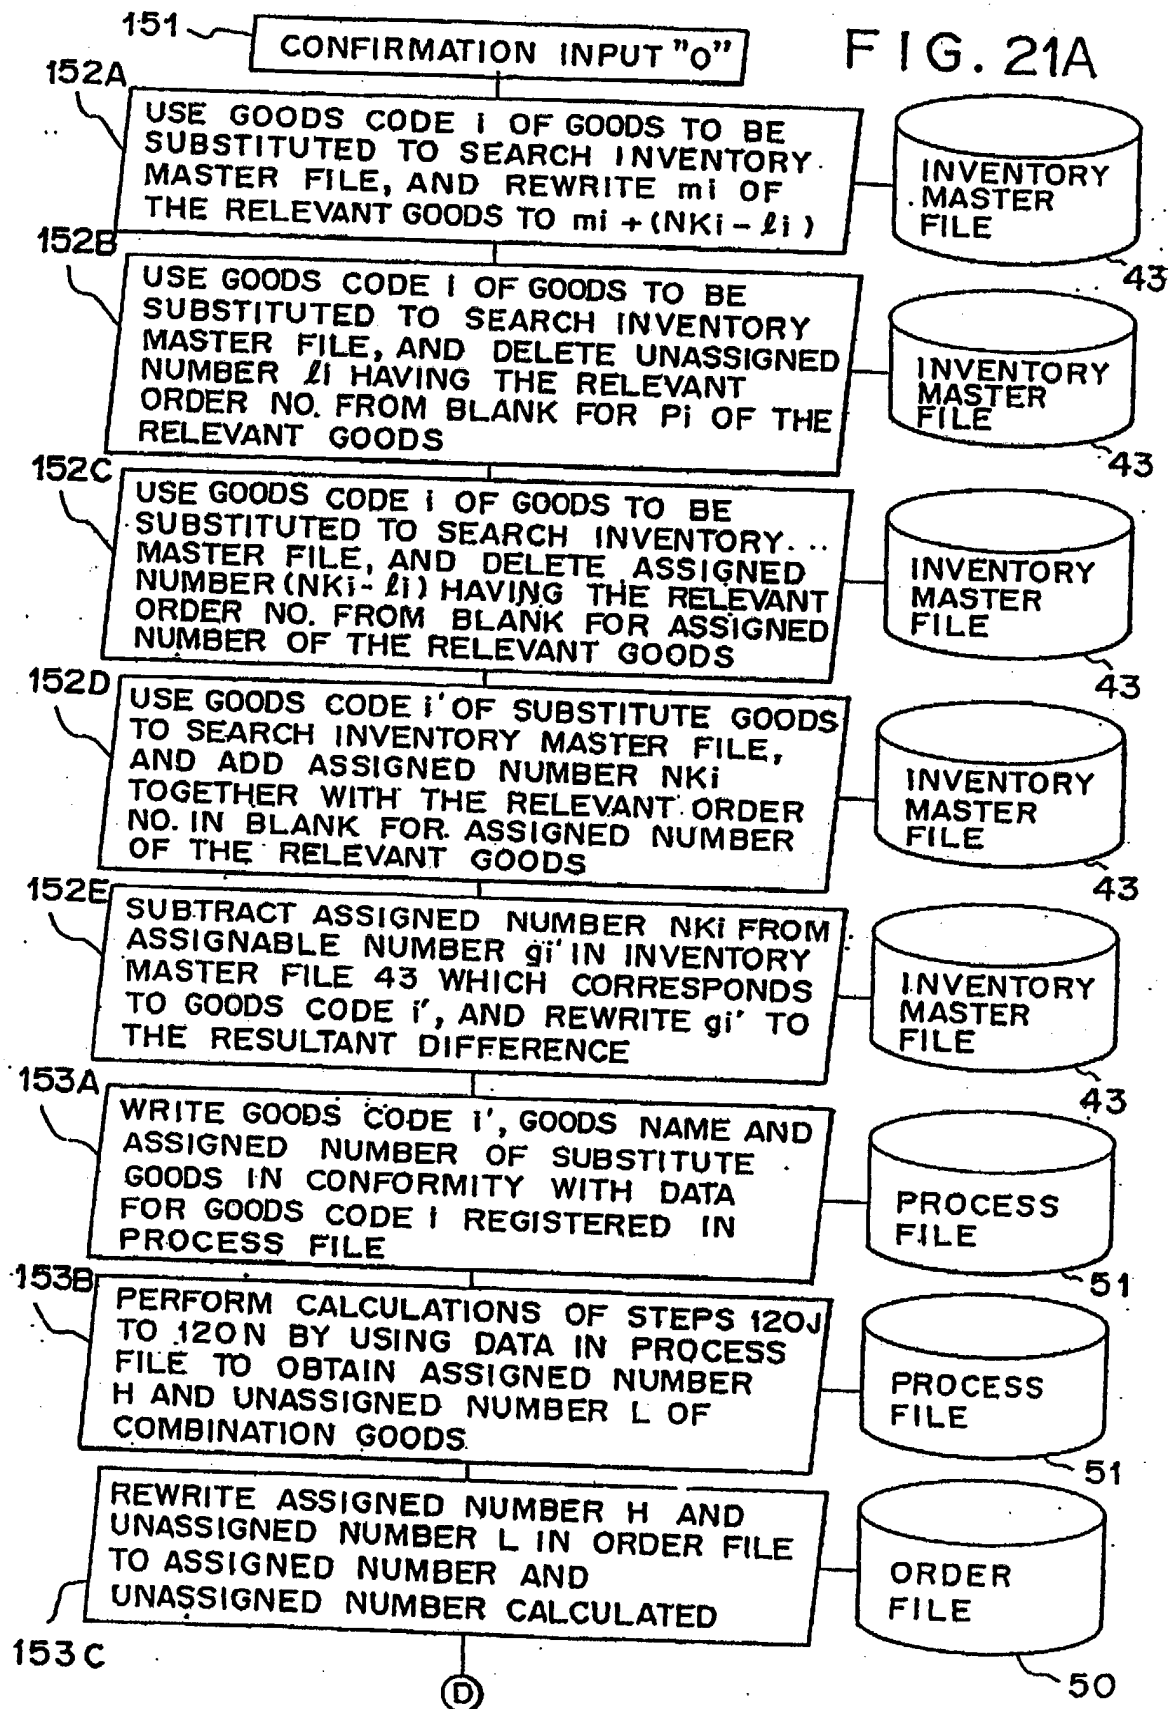 FIG. 21A
151
CONFIRMATION INPUT "O"
152A
USE GOODS CODE i OF GOODS TO BE
SUBSTITUTED TO SEARCH INVENTORY
MASTER FILE, AND REWRITE mi OF
THE RELEVANT GOODS TO mi + (NKi - ℓi)
INVENTORY
MASTER
FILE
43
152B
USE GOODS CODE i OF GOODS TO BE
SUBSTITUTED TO SEARCH INVENTORY
MASTER FILE, AND DELETE UNASSIGNED
NUMBER ℓi HAVING THE RELEVANT
ORDER NO. FROM BLANK FOR Pi OF THE
RELEVANT GOODS
INVENTORY
MASTER
FILE
43
152C
USE GOODS CODE i OF GOODS TO BE
SUBSTITUTED TO SEARCH INVENTORY
MASTER FILE, AND DELETE ASSIGNED
NUMBER (NKi - ℓi) HAVING THE RELEVANT
ORDER NO. FROM BLANK FOR ASSIGNED
NUMBER OF THE RELEVANT GOODS
INVENTORY
MASTER
FILE
43
152D
USE GOODS CODE i' OF SUBSTITUTE GOODS
TO SEARCH INVENTORY MASTER FILE,
AND ADD ASSIGNED NUMBER NKi
TOGETHER WITH THE RELEVANT ORDER
NO. IN BLANK FOR ASSIGNED NUMBER
OF THE RELEVANT GOODS
INVENTORY
MASTER
FILE
43
152E
SUBTRACT ASSIGNED NUMBER NKi FROM
ASSIGNABLE NUMBER gi' IN INVENTORY
MASTER FILE 43 WHICH CORRESPONDS
TO GOODS CODE i', AND REWRITE gi' TO
THE RESULTANT DIFFERENCE
INVENTORY
MASTER
FILE
43
153A
WRITE GOODS CODE i', GOODS NAME AND
ASSIGNED NUMBER OF SUBSTITUTE
GOODS IN CONFORMITY WITH DATA
FOR GOODS CODE i REGISTERED IN
PROCESS FILE
PROCESS
FILE
51
153B
PERFORM CALCULATIONS OF STEPS 120J
TO 120N BY USING DATA IN PROCESS
FILE TO OBTAIN ASSIGNED NUMBER
H AND UNASSIGNED NUMBER L OF
COMBINATION GOODS
PROCESS
FILE
51
REWRITE ASSIGNED NUMBER H AND
UNASSIGNED NUMBER L IN ORDER FILE
TO ASSIGNED NUMBER AND
UNASSIGNED NUMBER CALCULATED
153C
ORDER
FILE
50
D